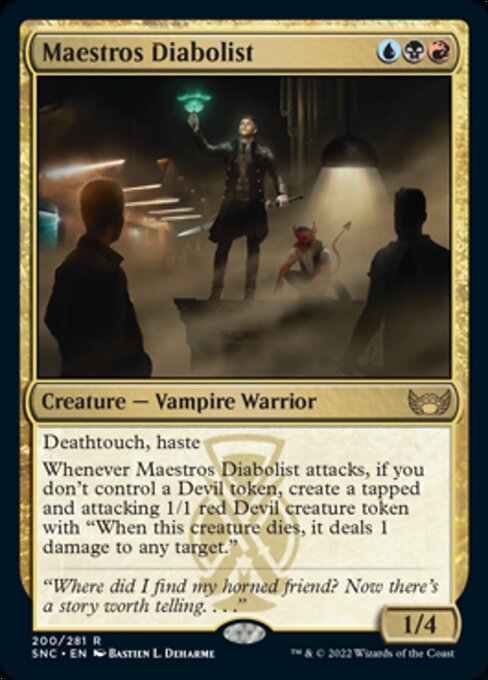 Maestros Diabolist
Creature — Vampire Warrior
Deathtouch, haste
Whenever Maestros Diabolist attacks, if you
don't control a Devil token, create a tapped
and attacking 1/1 red Devil creature token
with “When this creature dies, it deals 1
damage to any target.”
“Where did I find my horned friend? Now there's
a story worth telling. . . .”
1/4
200/281 R
SNC • EN Bastien L. Deharme
™ & © 2022 Wizards of the Coast